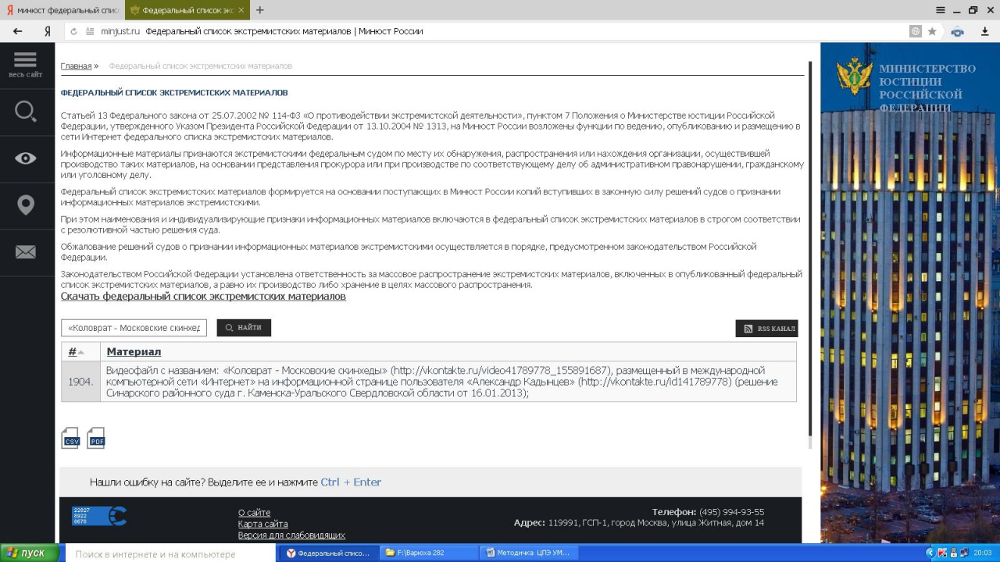 минюст федеральный спис
Федеральный список экс
minjust.ru Федеральный список экстремистских материалов | Минюст России
весь сайт
Главная » Федеральный список экстремистских материалов
ФЕДЕРАЛЬНЫЙ СПИСОК ЭКСТРЕМИСТСКИХ МАТЕРИАЛОВ
Статьей 13 Федерального закона от 25.07.2002 № 114-ФЗ «О противодействии экстремистской деятельности», пунктом 7 Положения о Министерстве юстиции Российской
Федерации, утвержденного Указом Президента Российской Федерации от 13.10.2004 № 1313, на Минюст России возложены функции по ведению, опубликованию и размещению в
сети Интернет федерального списка экстремистских материалов.
Информационные материалы признаются экстремистскими федеральным судом по месту их обнаружения, распространения или нахождения организации, осуществившей
производство таких материалов, на основании представления прокурора или при производстве по соответствующему делу об административном правонарушении, гражданскому
или уголовному делу.
Федеральный список экстремистских материалов формируется на основании поступающих в Минюст России копий вступивших в законную силу решений судов о признании
информационных материалов экстремистскими.
При этом наименования и индивидуализирующие признаки информационных материалов включаются в федеральный список экстремистских материалов в строгом соответствии
с резолютивной частью решения суда.
Обжалование решений судов о признании информационных материалов экстремистскими осуществляется в порядке, предусмотренном законодательством Российской
Федерации.
Законодательством Российской Федерации установлена ответственность за массовое распространение экстремистских материалов, включенных в опубликованный федеральный
список экстремистских материалов, а равно их производство либо хранение в целях массового распространения.
Скачать федеральный список экстремистских материалов
«Коловрат - Московские скинхед НАЙТИ RSS КАНАЛ
# Материал
1904. Видеофайл с названием: «Коловрат - Московские скинхеды» (http://vkontakte.ru/video41789778_155891687), размещенный в международной
компьютерной сети «Интернет» на информационной странице пользователя «Александр Кадынцев» (http://vkontakte.ru/id141789778) (решение
Синарского районного суда г. Каменска-Уральского Свердловской области от 16.01.2013);
CSV PDF
Нашли ошибку на сайте? Выделите ее и нажмите Ctrl + Enter
22827
8922
8678
О сайте
Карта сайта
Версия для слабовидящих
Телефон: (495) 994-93-55
Адрес: 119991, ГСП-1, город Москва, улица Житная, дом 14
МИНИСТЕРСТВО
ЮСТИЦИИ
РОССИЙСКОЙ
ФЕДЕРАЦИИ
пуск
Поиск в интернете и на компьютере
Федеральный списо...
F:\Варюха 282
Методичка ЦПЭ УМ...
20:03